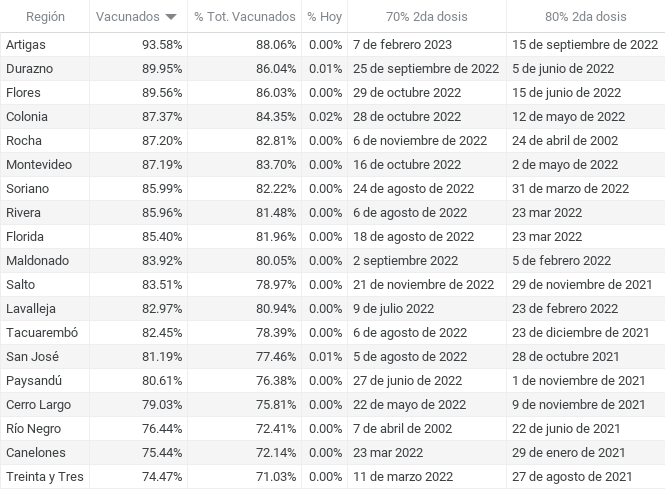 Región Vacunados % Tot. Vacunados % Hoy 70% 2da dosis 80% 2da dosis
Artigas 93.58% 88.06% 0.00% 7 de febrero 2023 15 de septiembre de 2022
Durazno 89.95% 86.04% 0.01% 25 de septiembre de 2022 5 de junio de 2022
Flores 89.56% 86.03% 0.00% 29 de octubre 2022 15 de junio de 2022
Colonia 87.37% 84.35% 0.02% 28 de octubre 2022 12 de mayo de 2022
Rocha 87.20% 82.81% 0.00% 6 de noviembre de 2022 24 de abril de 2002
Montevideo 87.19% 83.70% 0.00% 16 de octubre 2022 2 de mayo de 2022
Soriano 85.99% 82.22% 0.00% 24 de agosto de 2022 31 de marzo de 2022
Rivera 85.96% 81.48% 0.00% 6 de agosto de 2022 23 mar 2022
Florida 85.40% 81.96% 0.00% 18 de agosto de 2022 23 mar 2022
Maldonado 83.92% 80.05% 0.00% 2 septiembre de 2022 5 de febrero de 2022
Salto 83.51% 78.97% 0.00% 21 de noviembre de 2022 29 de noviembre de 2021
Lavalleja 82.97% 80.94% 0.00% 9 de julio 2022 23 de febrero de 2022
Tacuarembó 82.45% 78.39% 0.00% 6 de agosto de 2022 23 de diciembre de 2021
San José 81.19% 77.46% 0.01% 5 de agosto de 2022 28 de octubre 2021
Paysandú 80.61% 76.38% 0.00% 27 de junio de 2022 1 de noviembre de 2021
Cerro Largo 79.03% 75.81% 0.00% 22 de mayo de 2022 9 de noviembre de 2021
Río Negro 76.44% 72.41% 0.00% 7 de abril de 2002 22 de junio de 2021
Canelones 75.44% 72.14% 0.00% 23 mar 2022 29 de enero de 2021
Treinta y Tres 74.47% 71.03% 0.00% 11 de marzo de 2022 27 de agosto de 2021